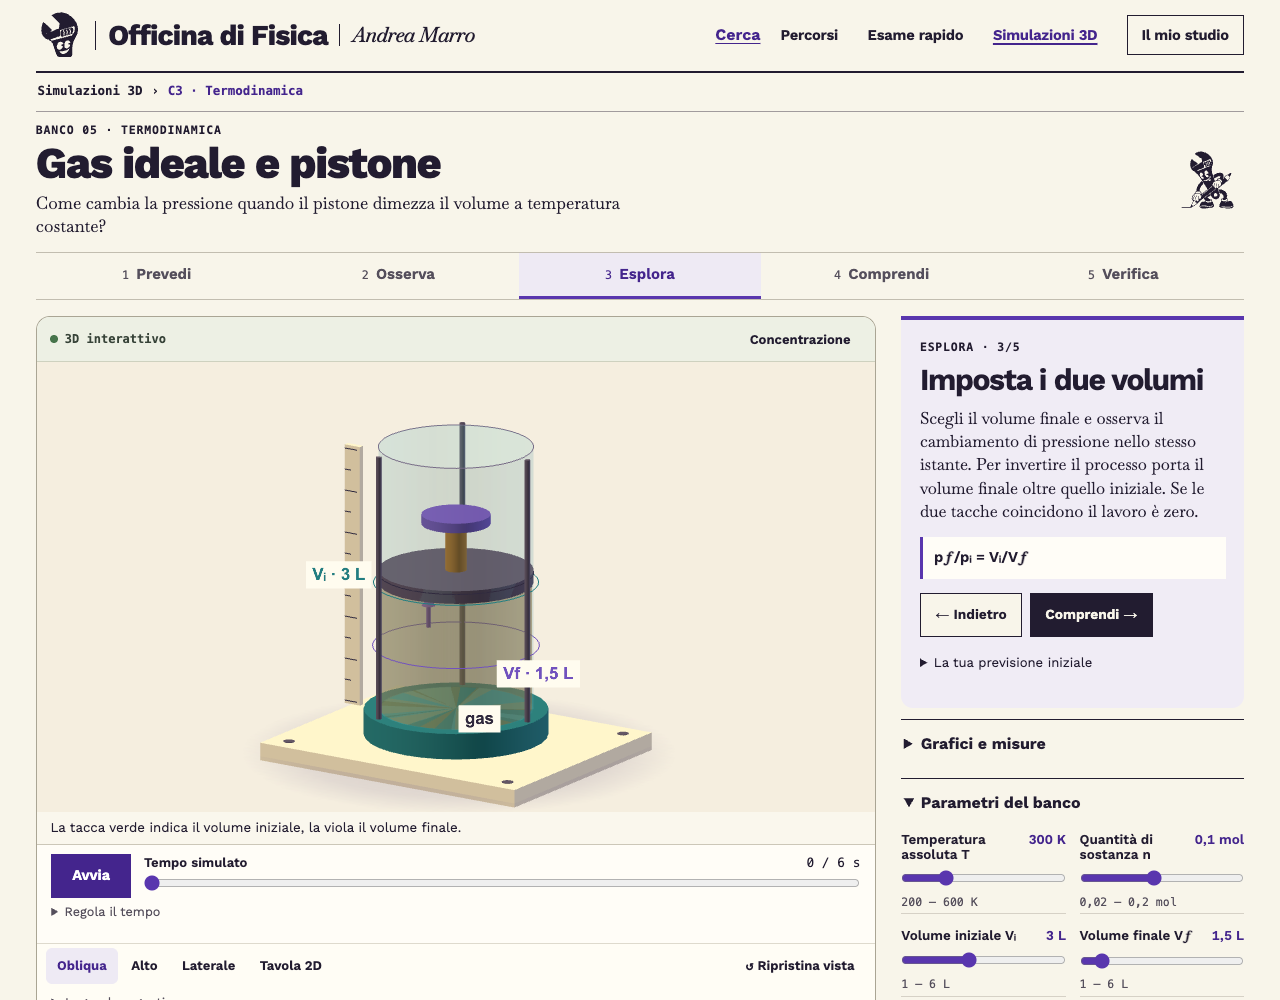 Officina di Fisica
Andrea Marro
Cerca
Percorsi
Esame rapido
Simulazioni 3D
Il mio studio
Simulazioni 3D › C3 · Termodinamica
BANCO 05 · TERMODINAMICA
Gas ideale e pistone
Come cambia la pressione quando il pistone dimezza il volume a temperatura
costante?
1 Prevedi
2 Osserva
3 Esplora
4 Comprendi
5 Verifica
3D interattivo
Concentrazione
Vᵢ · 3 L
Vf · 1,5 L
gas
La tacca verde indica il volume iniziale, la viola il volume finale.
Avvia
Tempo simulato
0 / 6 s
▶ Regola il tempo
Obliqua
Alto
Laterale
Tavola 2D
↺ Ripristina vista
ESPLORA · 3/5
Imposta i due volumi
Scegli il volume finale e osserva il
cambiamento di pressione nello stesso
istante. Per invertire il processo porta il
volume finale oltre quello iniziale. Se le
due tacche coincidono il lavoro è zero.
p𝑓/pᵢ = Vᵢ/V𝑓
← Indietro
Comprendi →
▶ La tua previsione iniziale
▶ Grafici e misure
▼ Parametri del banco
Temperatura
assoluta T
300 K
200 — 600 K
Quantità di
sostanza n
0,1 mol
0,02 — 0,2 mol
Volume iniziale Vᵢ
3 L
1 — 6 L
Volume finale V𝑓
1,5 L
1 — 6 L